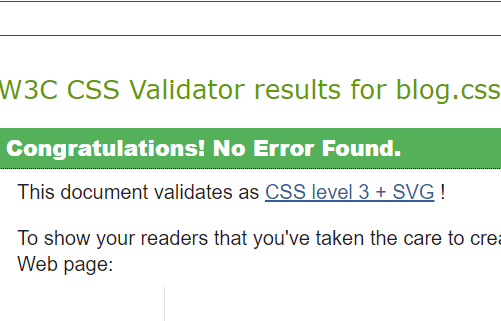 W3C CSS Validator results for blog.css
Congratulations! No Error Found.
This document validates as CSS level 3 + SVG !
To show your readers that you've taken the care to crea
Web page: